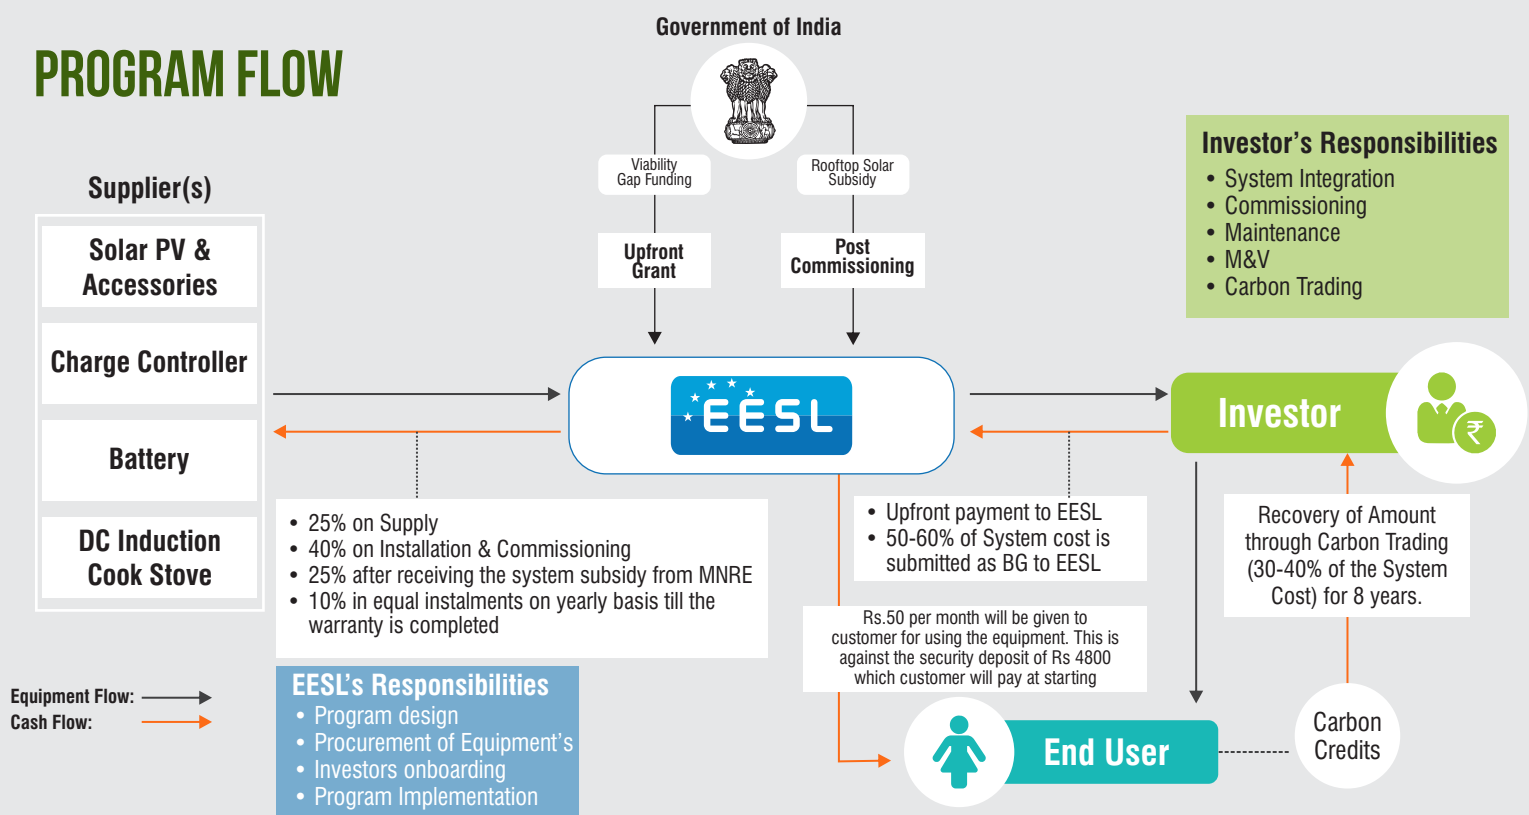 PROGRAM FLOW
Government of India
Viability
Gap Funding
Rooftop Solar
Subsidy
Upfront
Grant
Post
Commissioning
Supplier(s)
Solar PV &
Accessories
Charge Controller
Battery
DC Induction
Cook Stove
EESL
Investor's Responsibilities
• System Integration
• Commissioning
• Maintenance
• M&V
• Carbon Trading
Investor
₹
• 25% on Supply
• 40% on Installation & Commissioning
• 25% after receiving the system subsidy from MNRE
• 10% in equal instalments on yearly basis till the
warranty is completed
• Upfront payment to EESL
• 50-60% of System cost is
submitted as BG to EESL
Recovery of Amount
through Carbon Trading
(30-40% of the System
Cost) for 8 years.
Rs.50 per month will be given to
customer for using the equipment. This is
against the security deposit of Rs 4800
which customer will pay at starting
Equipment Flow:
Cash Flow:
EESL's Responsibilities
• Program design
• Procurement of Equipment's
• Investors onboarding
• Program Implementation
End User
Carbon
Credits